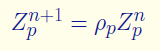 Z_p^{n+1} = ρ_p Z_p^n